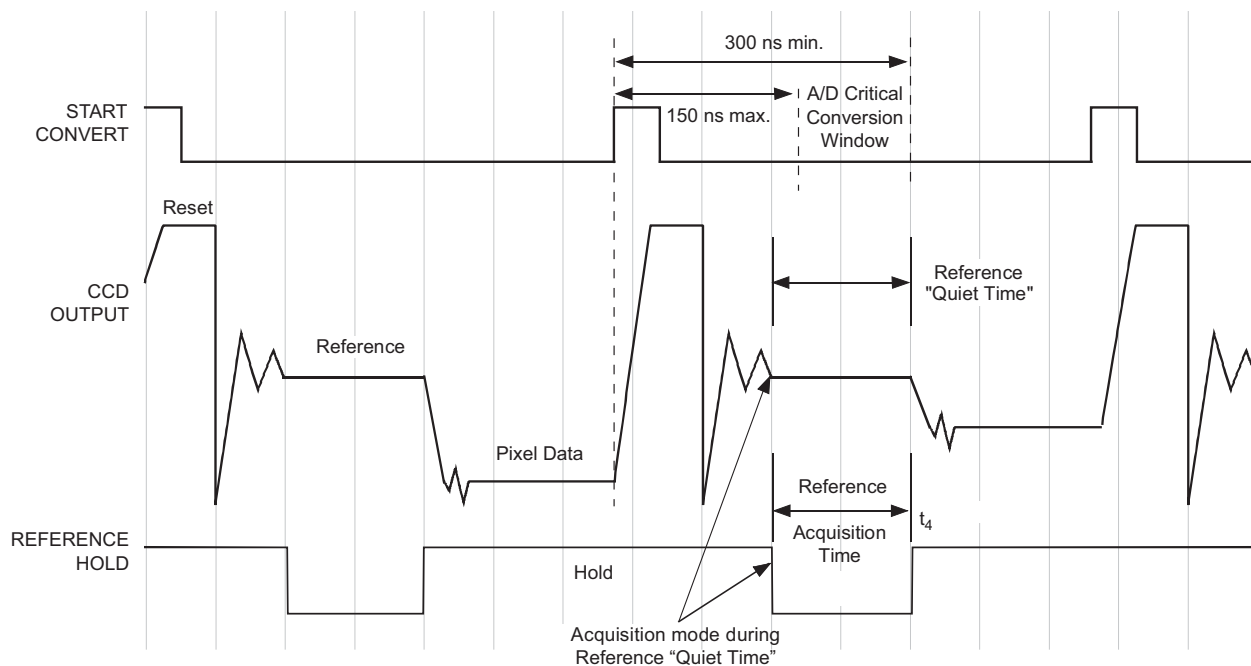 300 ns min.
START
CONVERT
150 ns max.
A/D Critical
Conversion
Window
Reset
CCD
OUTPUT
Reference
"Quiet Time"
Reference
Pixel Data
Reference
Acquisition
Time
t4
REFERENCE
HOLD
Hold
Acquisition mode during
Reference “Quiet Time”